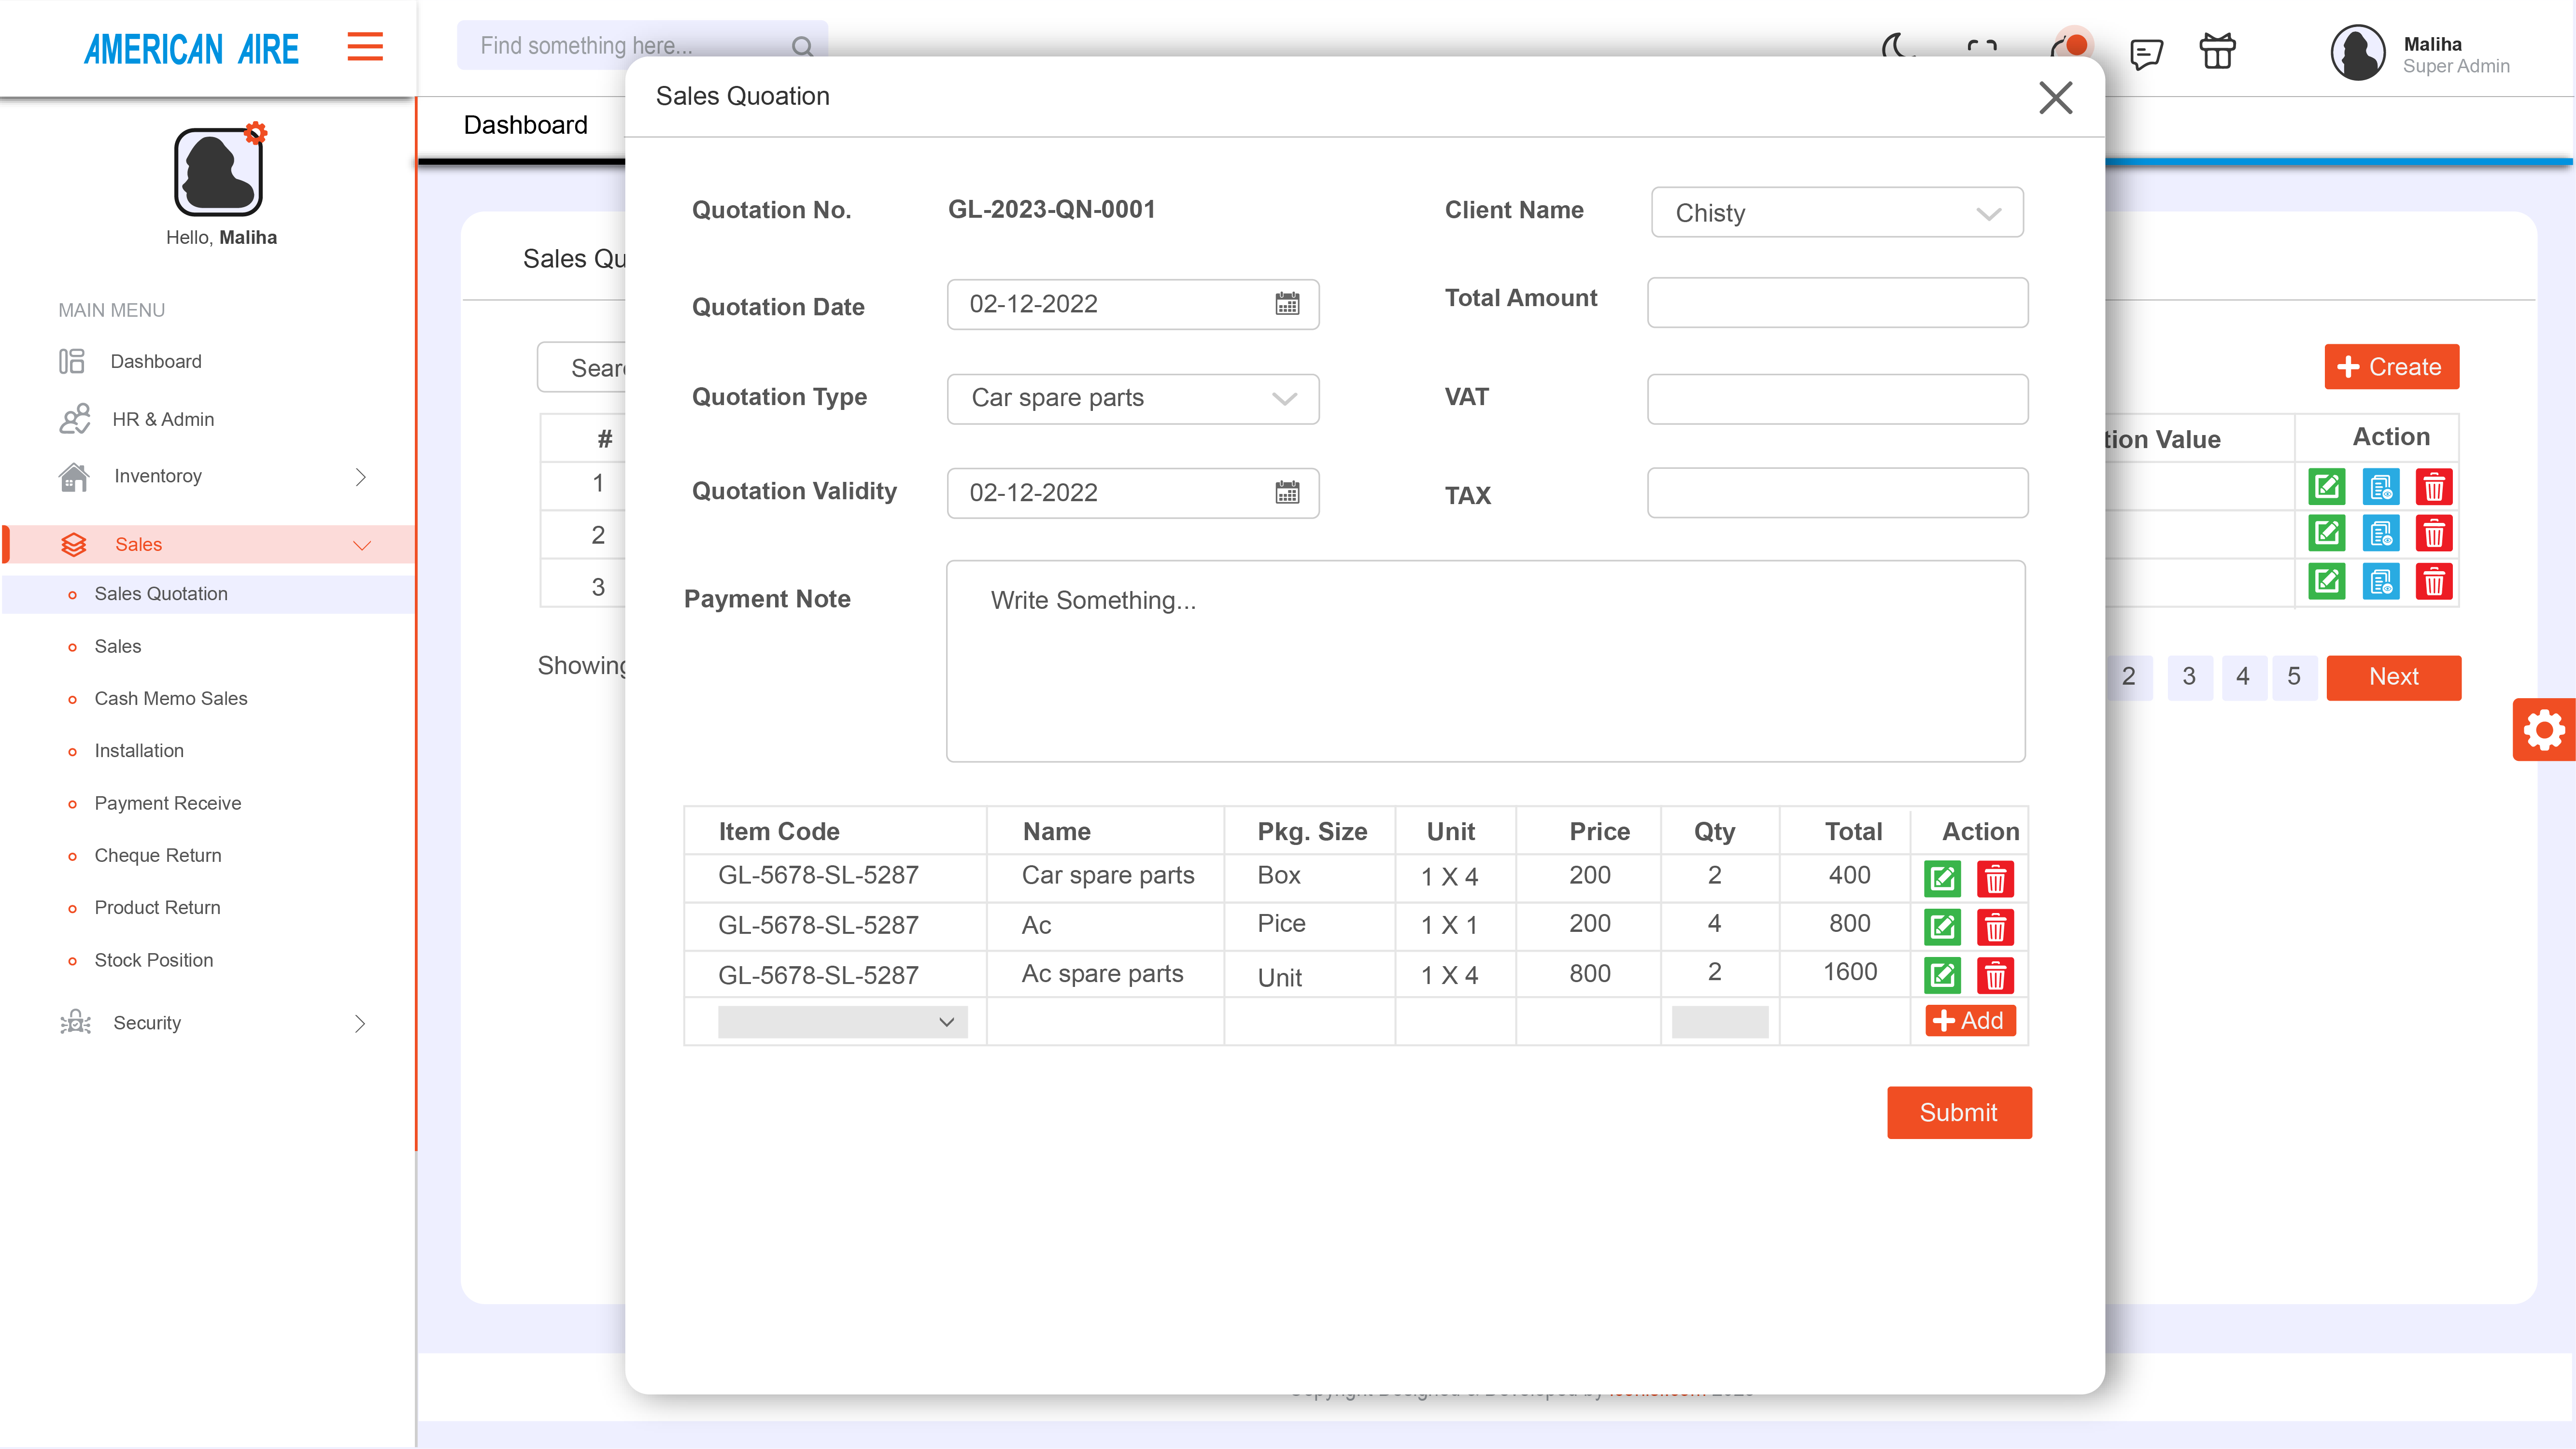 AMERICAN AIRE
Find something here...
Maliha
Super Admin
Hello, Maliha
MAIN MENU
Dashboard
HR & Admin
Inventoroy
Sales
Sales Quotation
Sales
Cash Memo Sales
Installation
Payment Receive
Cheque Return
Product Return
Stock Position
Security
Dashboard
Sales Qu
Sear
#
1
2
3
Showing
Sales Quoation
Quotation No. GL-2023-QN-0001 Client Name Chisty
Quotation Date 02-12-2022 Total Amount
Quotation Type Car spare parts VAT
Quotation Validity 02-12-2022 TAX
Payment Note Write Something...
Item Code Name Pkg. Size Unit Price Qty Total Action
GL-5678-SL-5287 Car spare parts Box 1 X 4 200 2 400
GL-5678-SL-5287 Ac Pice 1 X 1 200 4 800
GL-5678-SL-5287 Ac spare parts Unit 1 X 4 800 2 1600
Add
Submit
Create
tion Value Action
2 3 4 5 Next